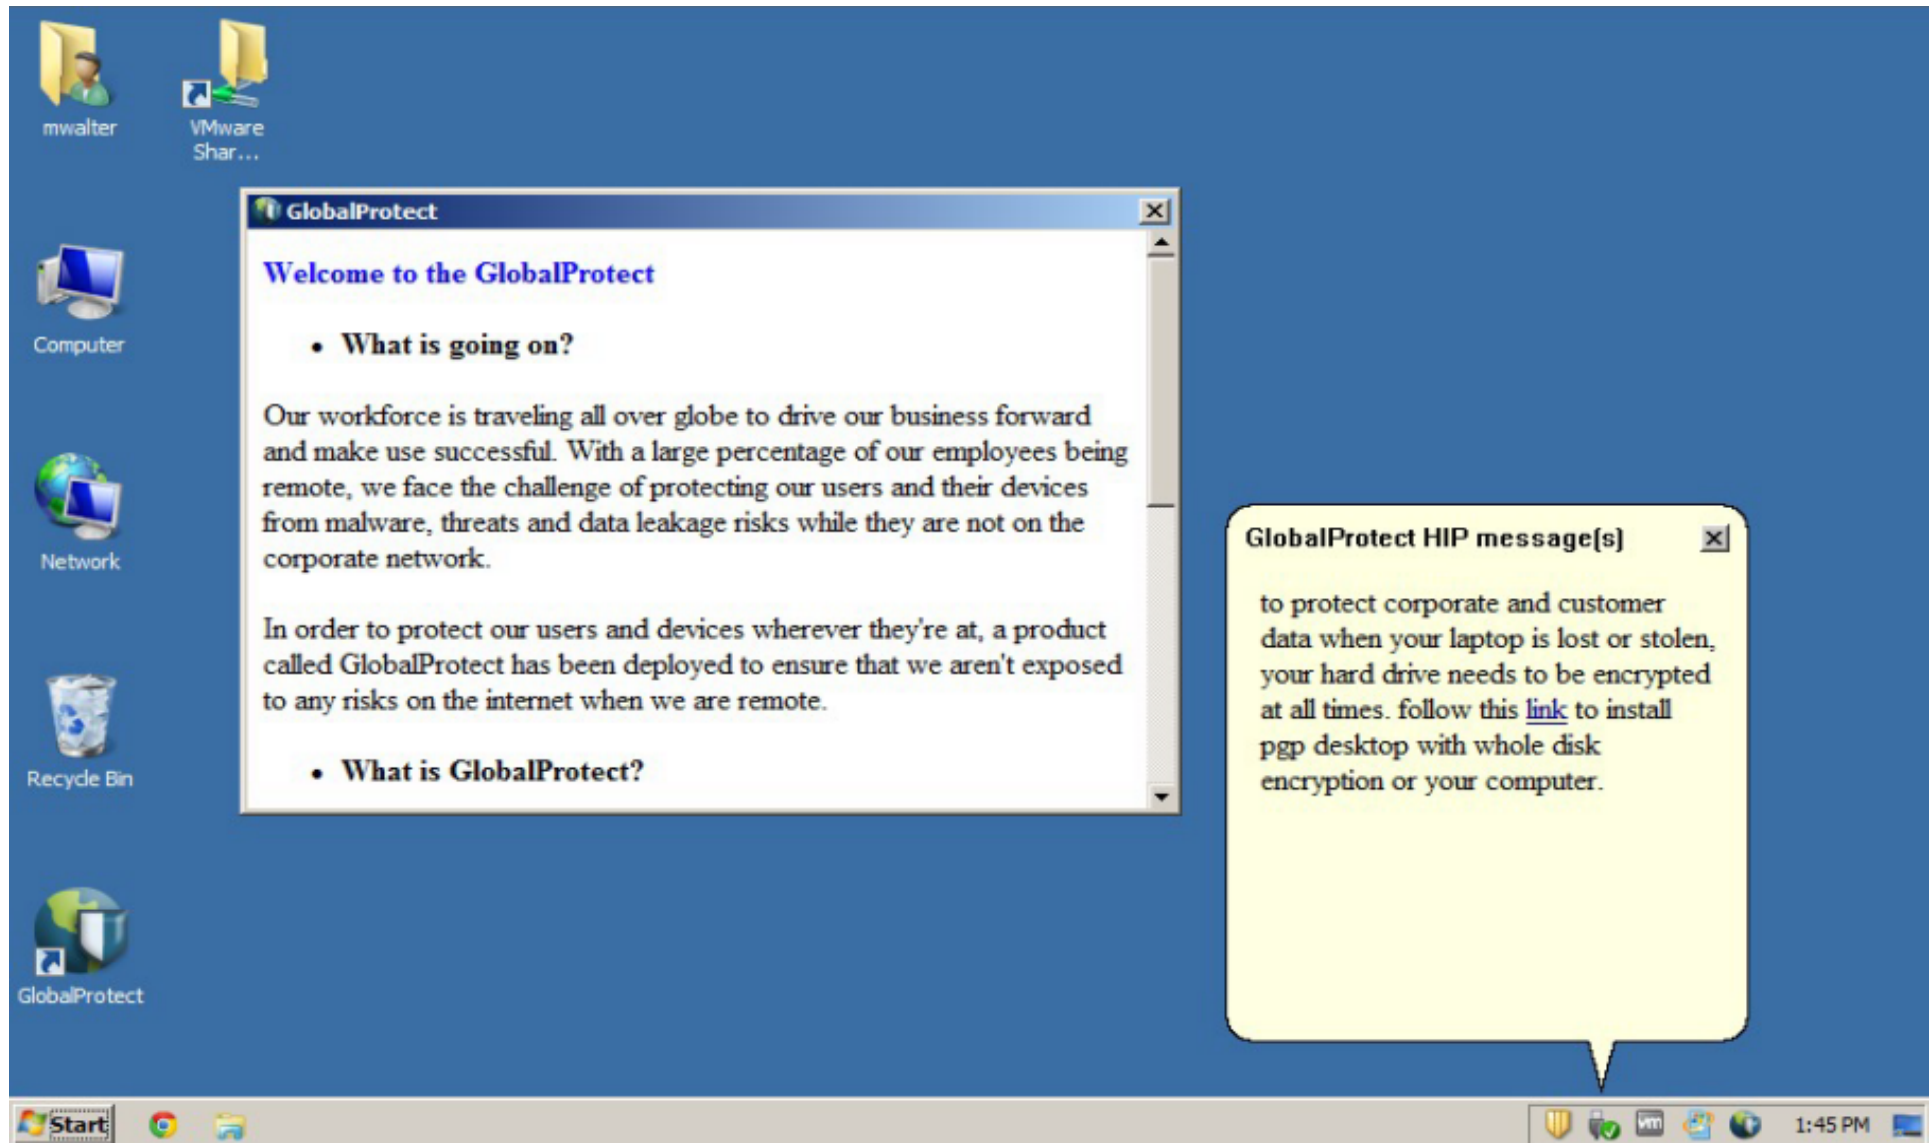 mwalter
VMware
Shar...
Computer
Network
Recycle Bin
GlobalProtect
GlobalProtect
Welcome to the GlobalProtect
• What is going on?
Our workforce is traveling all over globe to drive our business forward
and make use successful. With a large percentage of our employees being
remote, we face the challenge of protecting our users and their devices
from malware, threats and data leakage risks while they are not on the
corporate network.
In order to protect our users and devices wherever they're at, a product
called GlobalProtect has been deployed to ensure that we aren't exposed
to any risks on the internet when we are remote.
• What is GlobalProtect?
GlobalProtect HIP message(s)
to protect corporate and customer
data when your laptop is lost or stolen,
your hard drive needs to be encrypted
at all times. follow this link to install
pgp desktop with whole disk
encryption or your computer.
Start
vm
1:45 PM